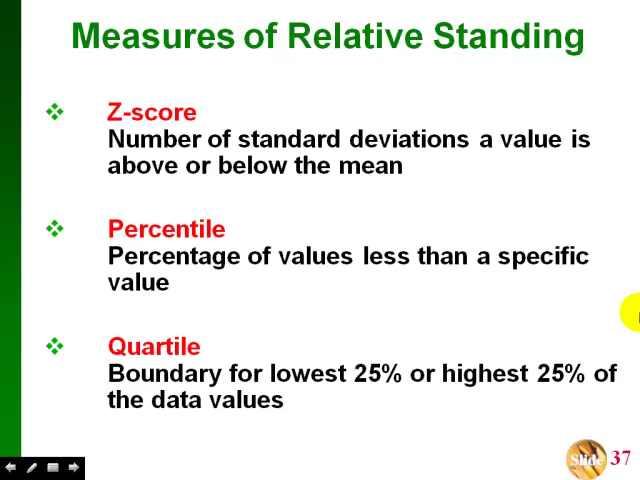 Measures of Relative Standing
Z-score
Number of standard deviations a value is
above or below the mean
Percentile
Percentage of values less than a specific
value
Quartile
Boundary for lowest 25% or highest 25% of
the data values
Slide 37